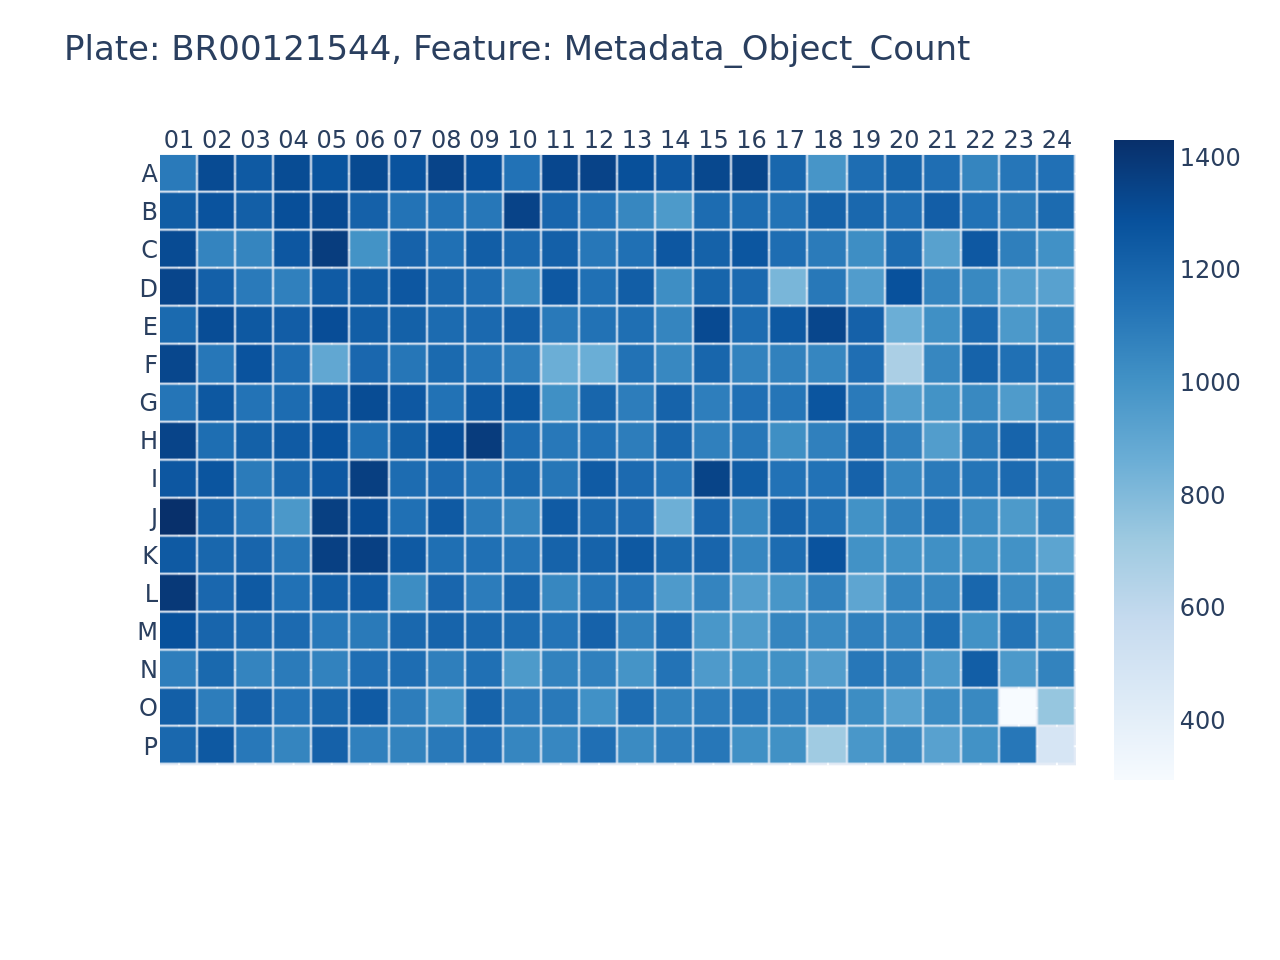 Plate: BR00121544, Feature: Metadata_Object_Count
01 02 03 04 05 06 07 08 09 10 11 12 13 14 15 16 17 18 19 20 21 22 23 24
A
B
C
D
E
F
G
H
I
J
K
L
M
N
O
P
1400
1200
1000
800
600
400